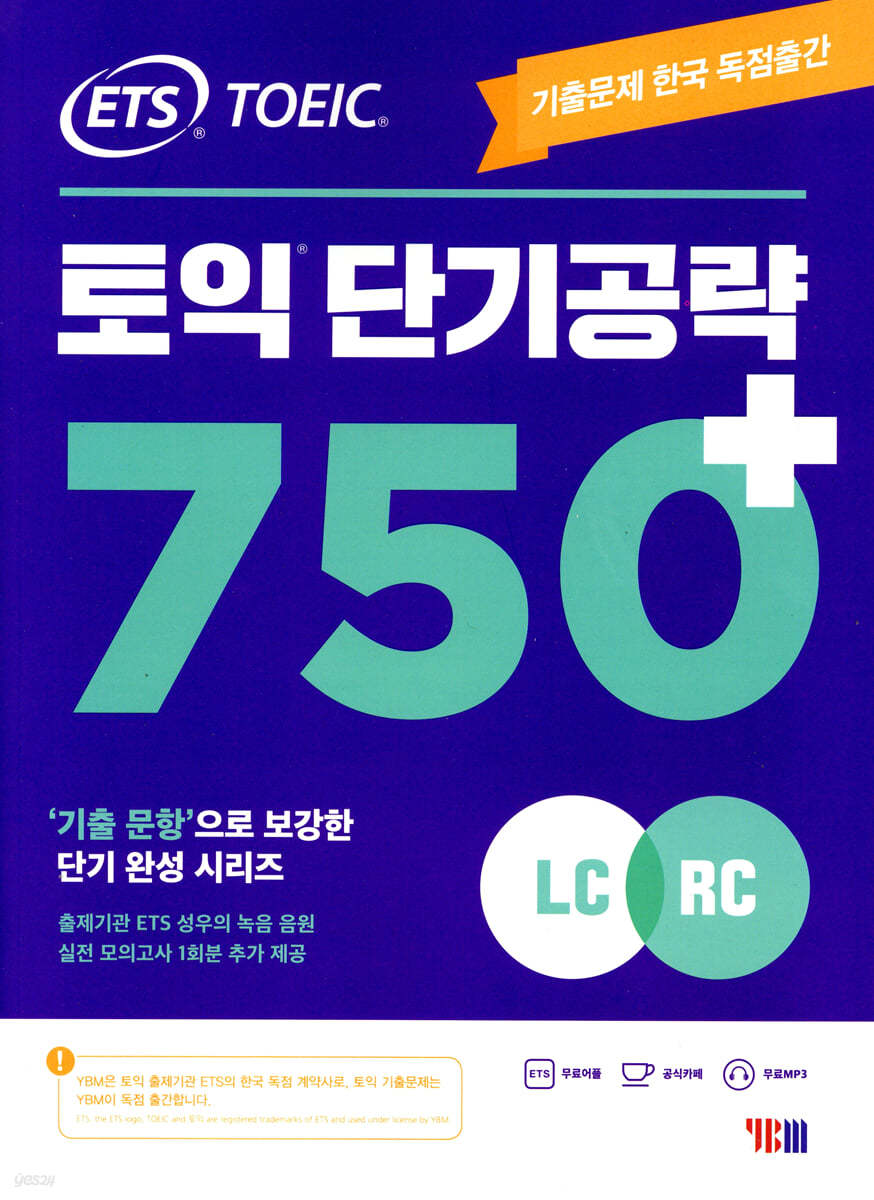 ETS® TOEIC®
기출문제 한국 독점출간
토익® 단기공략
750+
‘기출 문항’으로 보강한
단기 완성 시리즈
LC RC
출제기관 ETS 성우의 녹음 음원
실전 모의고사 1회분 추가 제공
!
YBM은 토익 출제기관 ETS의 한국 독점 계약사로, 토익 기출문제는
YBM이 독점 출간합니다.
ETS, the ETS logo, TOEIC and 토익 are registered trademarks of ETS and used under license by YBM
ETS 무료어플 공식카페 무료MP3
YBM
yes24